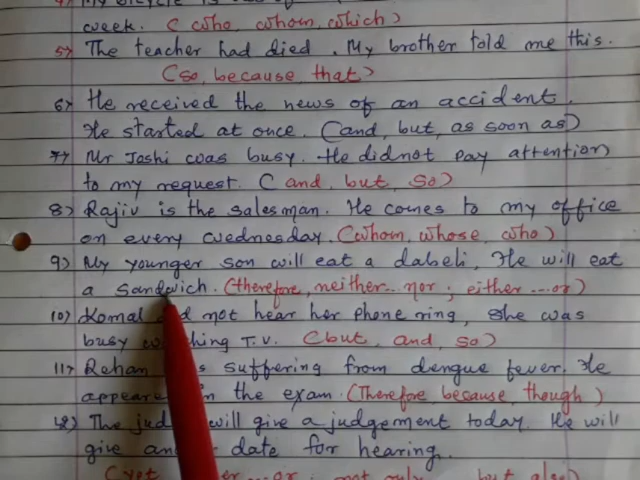 week. (who, whom, which)
5) The teacher had died. My brother told me this.
(so, because, that)
6) He received the news of an accident.
He started at once. (and, but, as soon as)
7) Mr Joshi was busy. He didnot pay attention
to my request. (and, but, so)
8) Rajiv is the salesman. He comes to my office
on every wednesday. (whom, whose, who)
9) My younger son will eat a dabeli, He will eat
a sandwich. (therefore, neither...nor; either....or)
10) Komal not hear her phone ring, she was
busy T.V. (but, and, so)
11) Reham suffering from dengue fever. He
the exam. (Therefore because, though)
The will give a judgement today. He will
give date for hearing.